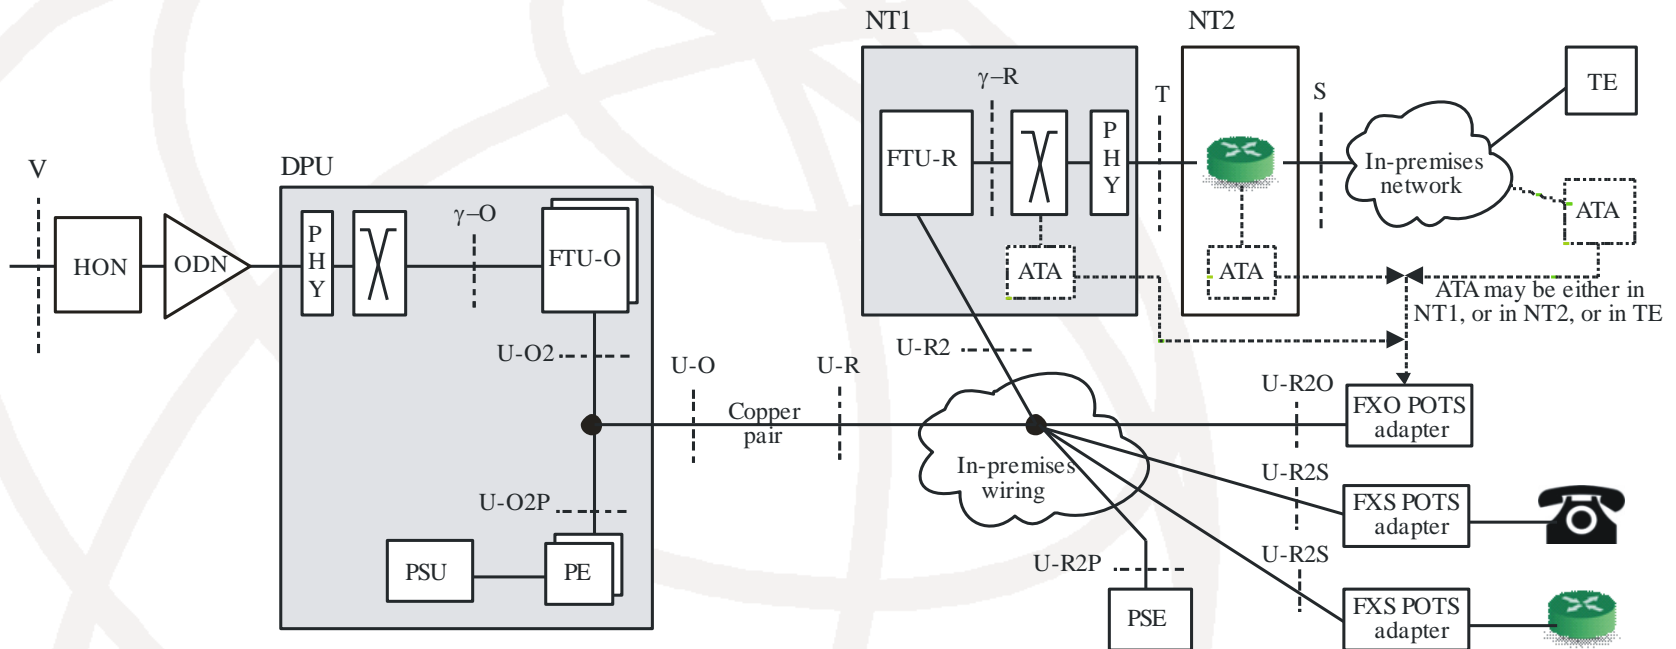 NT1
NT2
γ–R
T
S
TE
FTU-R
P
H
Y
In-premises
network
ATA
ATA
ATA
ATA may be either in
NT1, or in NT2, or in TE
V
DPU
HON
ODN
P
H
Y
γ–O
FTU-O
U-O2
U-O
U-R
U-R2
Copper
pair
In-premises
wiring
U-R2O
FXO POTS
adapter
U-R2S
FXS POTS
adapter
U-R2S
FXS POTS
adapter
U-O2P
PSU
PE
U-R2P
PSE